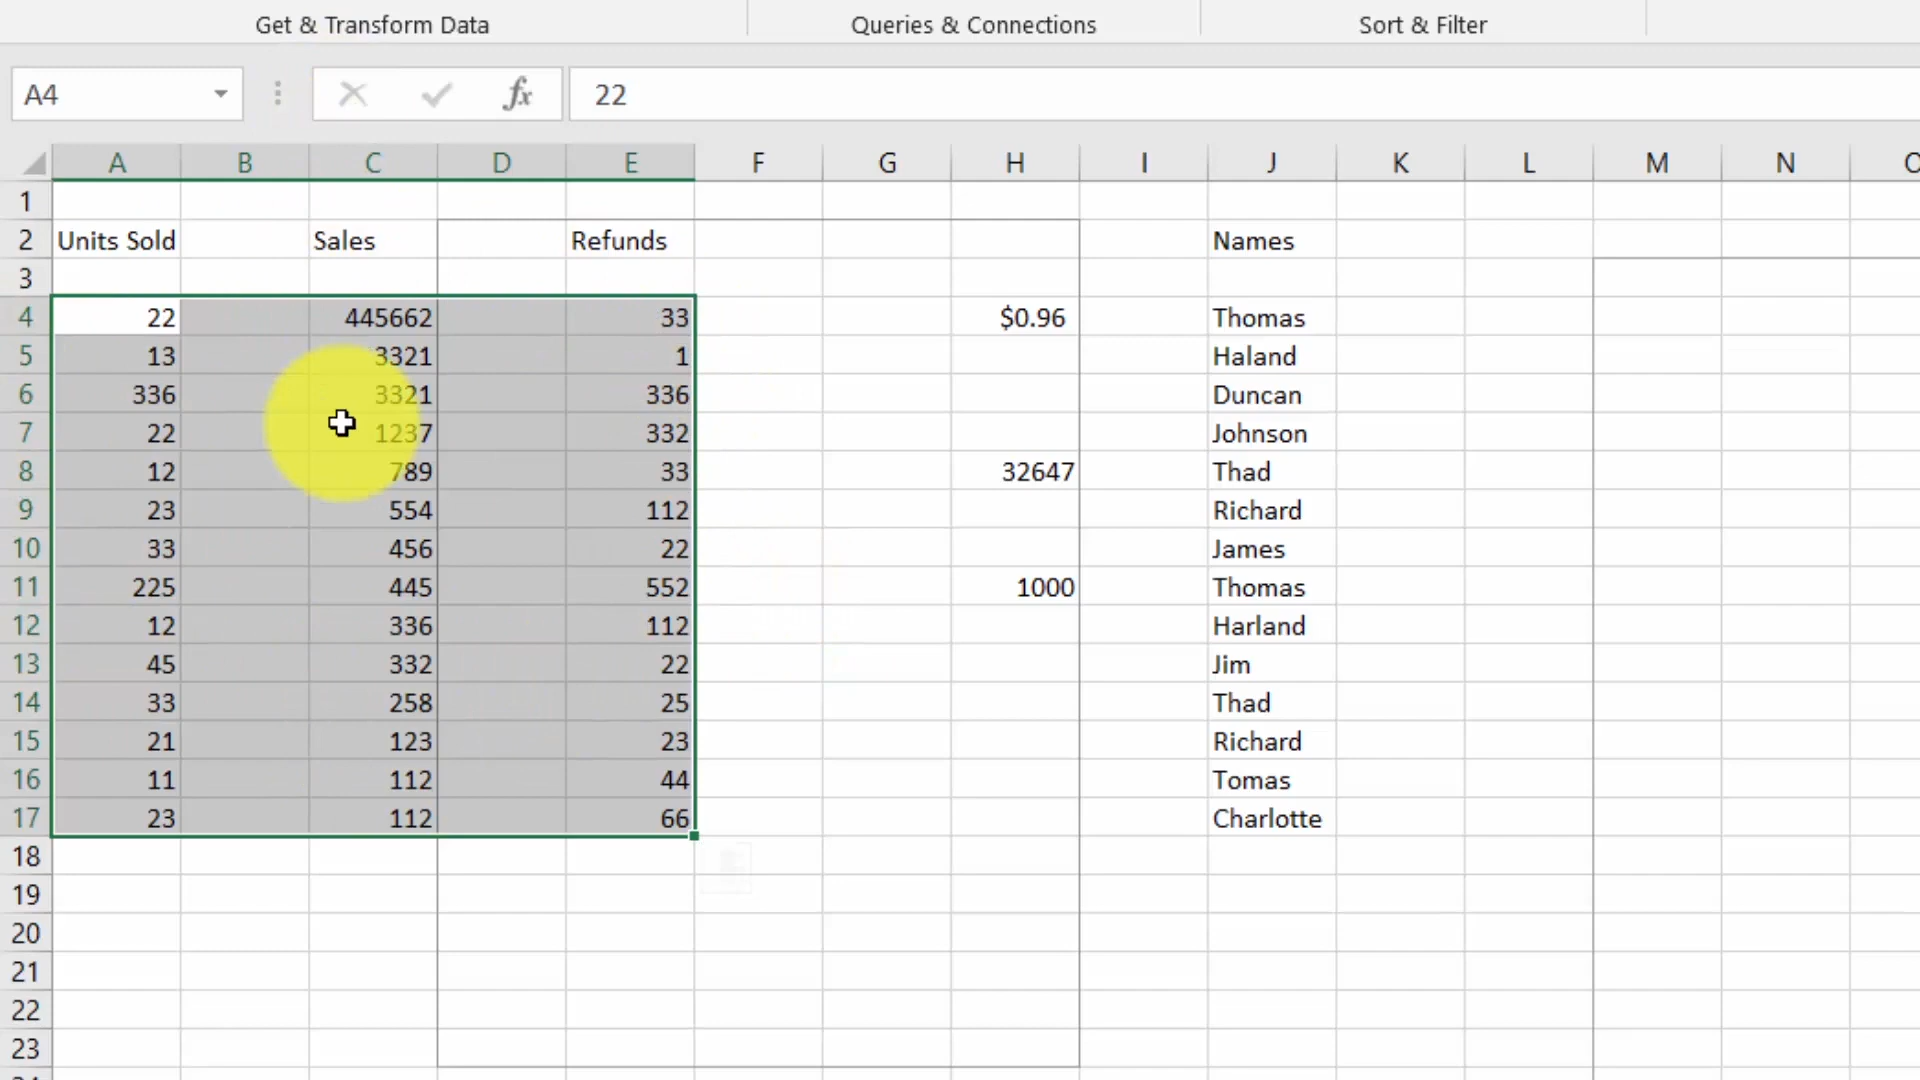 Get & Transform Data Queries & Connections Sort & Filter
A4 fx 22
A B C D E F G H I J K L M N O
1
2 Units Sold Sales Refunds Names
3
4 22 445662 33 $0.96 Thomas
5 13 3321 1 Haland
6 336 3321 336 Duncan
7 22 1237 332 Johnson
8 12 789 33 32647 Thad
9 23 554 112 Richard
10 33 456 22 James
11 225 445 552 1000 Thomas
12 12 336 112 Harland
13 45 332 22 Jim
14 33 258 25 Thad
15 21 123 23 Richard
16 11 112 44 Tomas
17 23 112 66 Charlotte
18
19
20
21
22
23